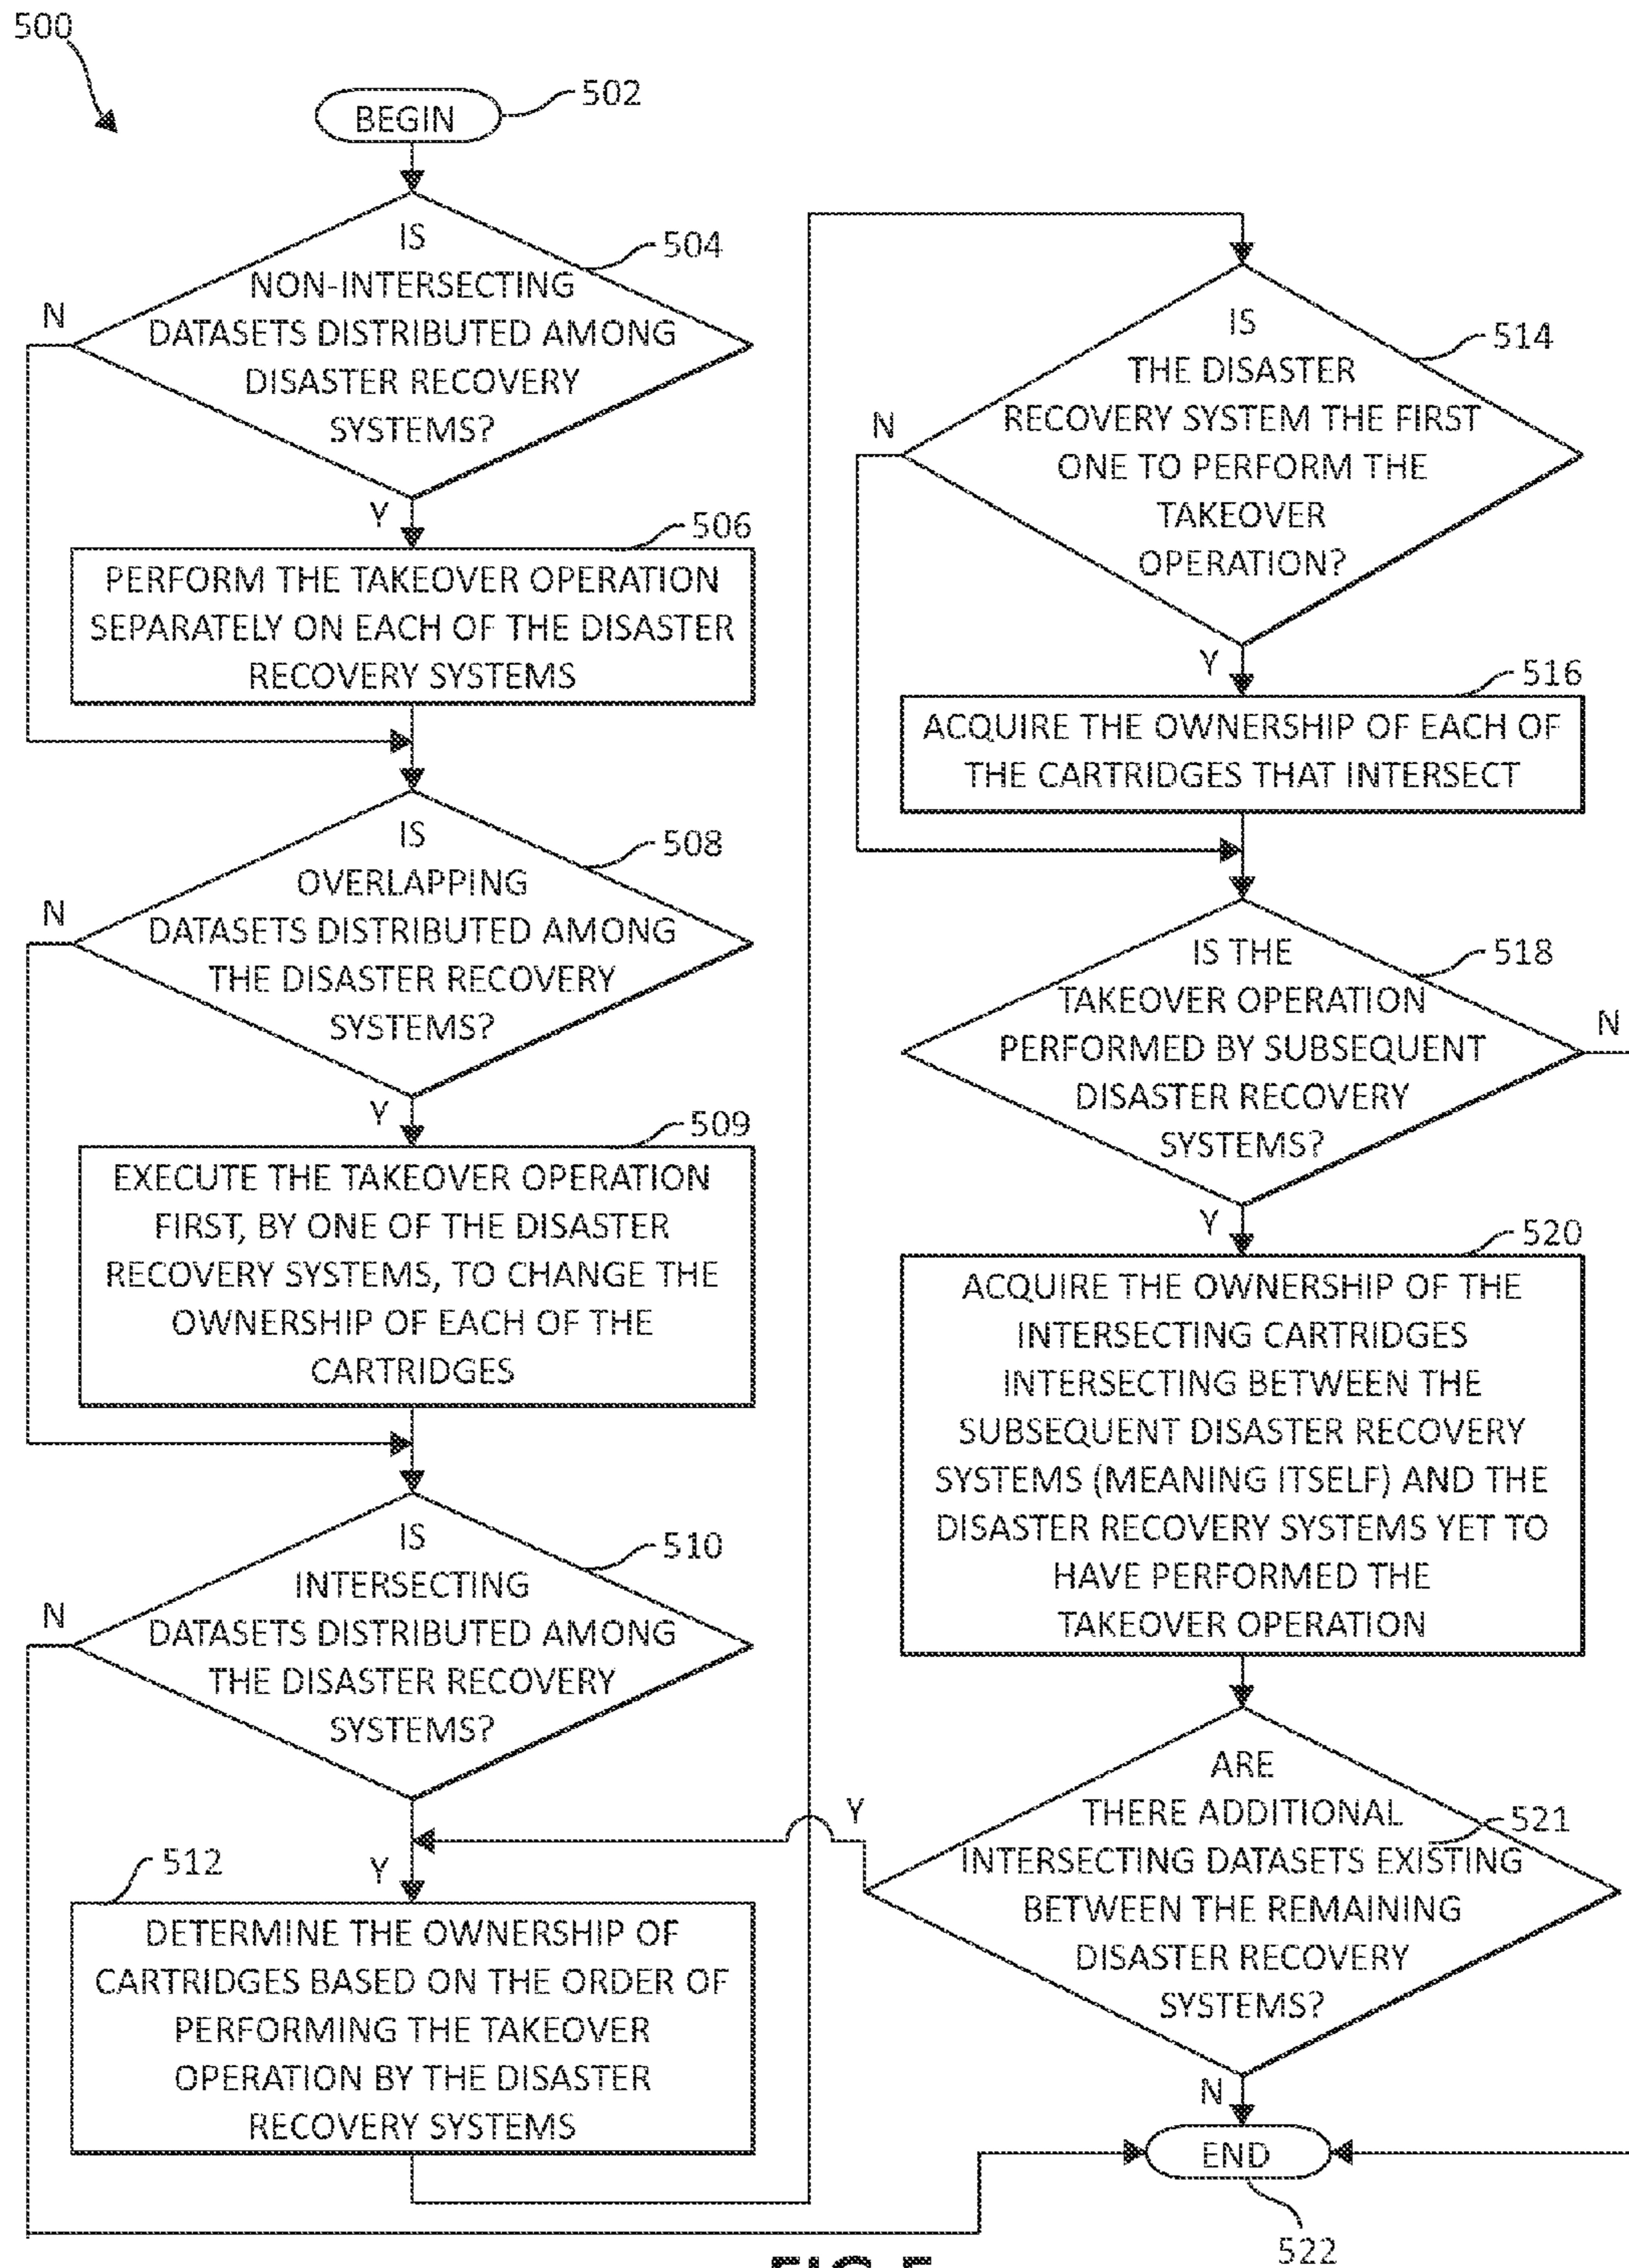 500
BEGIN
502
IS
NON-INTERSECTING
DATASETS DISTRIBUTED AMONG
DISASTER RECOVERY
SYSTEMS?
504
N
Y
506
PERFORM THE TAKEOVER OPERATION
SEPARATELY ON EACH OF THE DISASTER
RECOVERY SYSTEMS
IS
OVERLAPPING
DATASETS DISTRIBUTED AMONG
THE DISASTER RECOVERY
SYSTEMS?
508
N
Y
509
EXECUTE THE TAKEOVER OPERATION
FIRST, BY ONE OF THE DISASTER
RECOVERY SYSTEMS, TO CHANGE THE
OWNERSHIP OF EACH OF THE
CARTRIDGES
IS
INTERSECTING
DATASETS DISTRIBUTED AMONG
THE DISASTER RECOVERY
SYSTEMS?
510
N
Y
512
DETERMINE THE OWNERSHIP OF
CARTRIDGES BASED ON THE ORDER OF
PERFORMING THE TAKEOVER
OPERATION BY THE DISASTER
RECOVERY SYSTEMS
IS
THE DISASTER
RECOVERY SYSTEM THE FIRST
ONE TO PERFORM THE
TAKEOVER
OPERATION?
514
N
Y
516
ACQUIRE THE OWNERSHIP OF EACH OF
THE CARTRIDGES THAT INTERSECT
IS THE
TAKEOVER OPERATION
PERFORMED BY SUBSEQUENT
DISASTER RECOVERY
SYSTEMS?
518
N
Y
520
ACQUIRE THE OWNERSHIP OF THE
INTERSECTING CARTRIDGES
INTERSECTING BETWEEN THE
SUBSEQUENT DISASTER RECOVERY
SYSTEMS (MEANING ITSELF) AND THE
DISASTER RECOVERY SYSTEMS YET TO
HAVE PERFORMED THE
TAKEOVER OPERATION
ARE
THERE ADDITIONAL
INTERSECTING DATASETS EXISTING
BETWEEN THE REMAINING
DISASTER RECOVERY
SYSTEMS?
521
Y
N
END
522
FIG.5